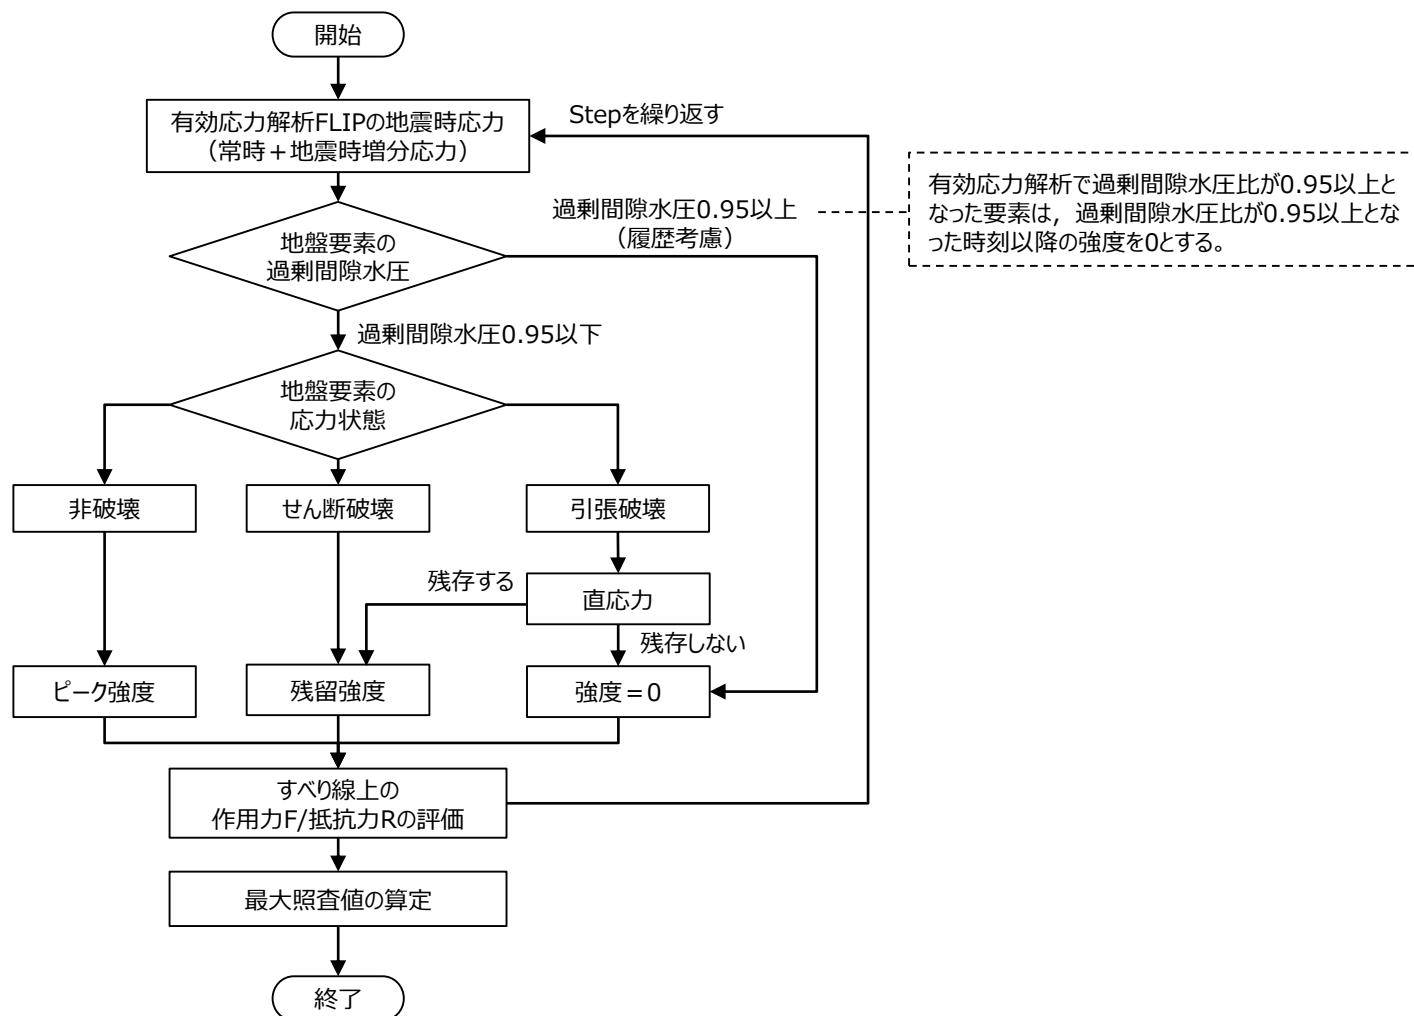 開始
有効応力解析FLIPの地震時応力
（常時＋地震時増分応力）
Stepを繰り返す
地盤要素の
過剰間隙水圧
過剰間隙水圧0.95以上
（履歴考慮）
有効応力解析で過剰間隙水圧比が0.95以上と
なった要素は，過剰間隙水圧比が0.95以上とな
った時刻以降の強度を0とする。
過剰間隙水圧0.95以下
地盤要素の
応力状態
非破壊
せん断破壊
引張破壊
残存する
直応力
残存しない
ピーク強度
残留強度
強度＝0
すべり線上の
作用力F/抵抗力Rの評価
最大照査値の算定
終了